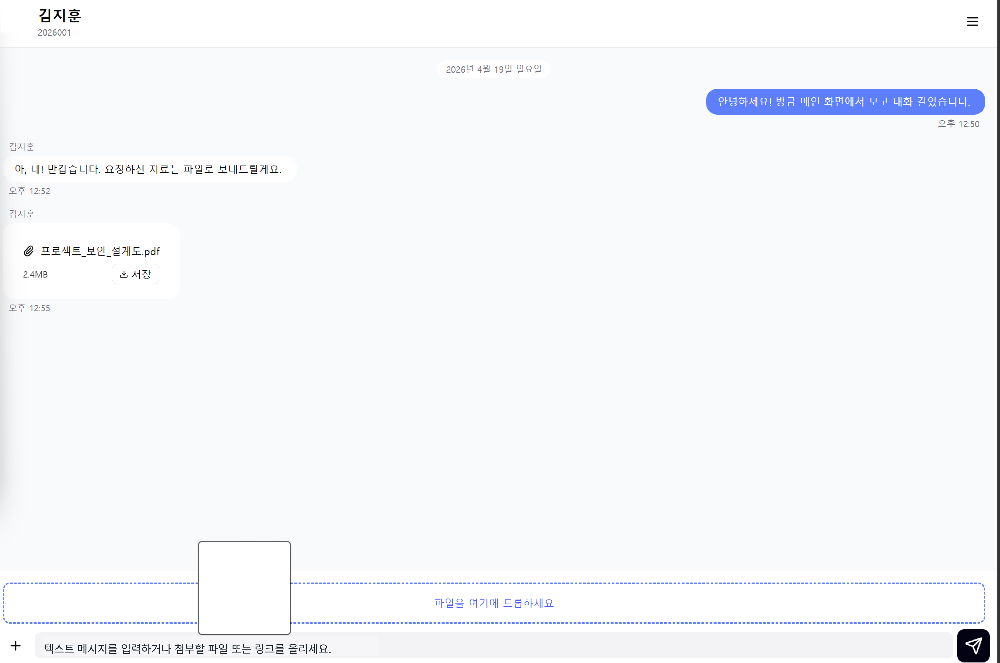 김지훈
2026001
2026년 4월 19일 일요일
안녕하세요! 방금 메인 화면에서 보고 대화 걸었습니다.
오후 12:50
김지훈
아, 네! 반갑습니다. 요청하신 자료는 파일로 보내드릴게요.
오후 12:52
김지훈
프로젝트_보안_설계도.pdf
2.4MB
저장
오후 12:55
파일을 여기에 드롭하세요
텍스트 메시지를 입력하거나 첨부할 파일 또는 링크를 올리세요.